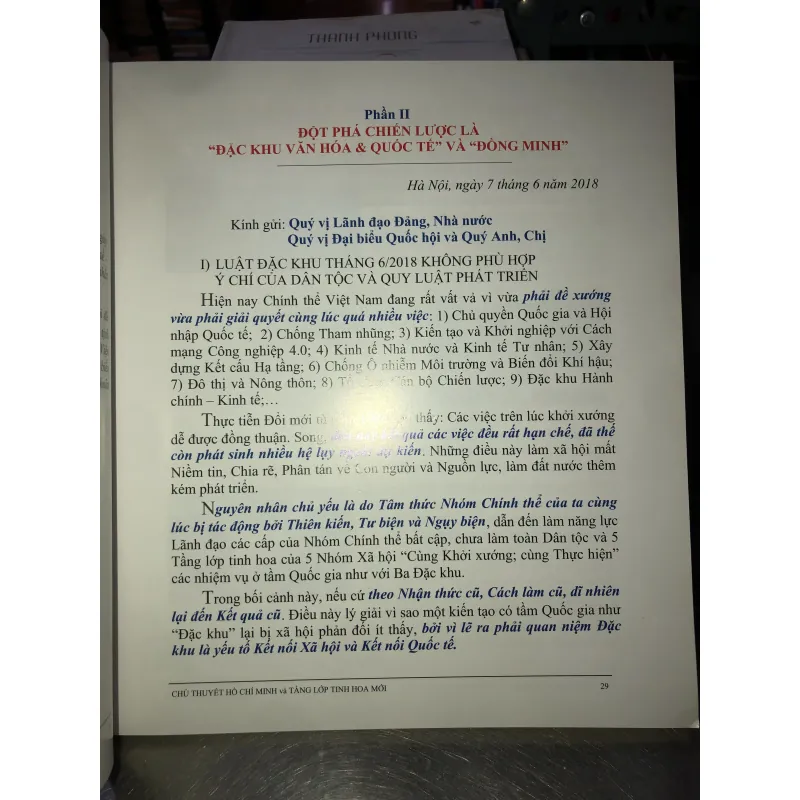 THANH PHONG
Phần II
ĐỘT PHÁ CHIẾN LƯỢC LÀ
“ĐẶC KHU VĂN HÓA & QUỐC TẾ” VÀ “ĐỒNG MINH”
Hà Nội, ngày 7 tháng 6 năm 2018
Kính gửi: Quý vị Lãnh đạo Đảng, Nhà nước
Quý vị Đại biểu Quốc hội và Quý Anh, Chị
I) LUẬT ĐẶC KHU THÁNG 6/2018 KHÔNG PHÙ HỢP
Ý CHÍ CỦA DÂN TỘC VÀ QUY LUẬT PHÁT TRIỂN
Hiện nay Chính thể Việt Nam đang rất vất vả vì vừa phải đề xướng
vừa phải giải quyết cùng lúc quá nhiều việc: 1) Chủ quyền Quốc gia và Hội
nhập Quốc tế; 2) Chống Tham nhũng; 3) Kiến tạo và Khởi nghiệp với Cách
mạng Công nghiệp 4.0; 4) Kinh tế Nhà nước và Kinh tế Tư nhân; 5) Xây
dựng Kết cấu Hạ tầng; 6) Chống Ô nhiễm Môi trường và Biến đổi Khí hậu;
7) Đô thị và Nông thôn; 8) Cán bộ Chiến lược; 9) Đặc khu Hành
chính – Kinh tế;…
Thực tiễn Đổi mới thấy: Các việc trên lúc khởi xướng
dễ được đồng thuận. Song, quả các việc đều rất hạn chế, đã thế
còn phát sinh nhiều hệ lụy ngoài dự kiến. Những điều này làm xã hội mất
Niềm tin, Chia rẽ, Phân tán về Con người và Nguồn lực, làm đất nước thêm
kém phát triển.
Nguyên nhân chủ yếu là do Tâm thức Nhóm Chính thể của ta cùng
lúc bị tác động bởi Thiên kiến, Tư biện và Ngụy biện, dẫn đến làm năng lực
Lãnh đạo các cấp của Nhóm Chính thể bất cập, chưa làm toàn Dân tộc và 5
Tầng lớp tinh hoa của 5 Nhóm Xã hội “Cùng Khởi xướng; cùng Thực hiện”
các nhiệm vụ ở tầm Quốc gia như với Ba Đặc khu.
Trong bối cảnh này, nếu cứ theo Nhận thức cũ, Cách làm cũ, dĩ nhiên
lại đến Kết quả cũ. Điều này lý giải vì sao một kiến tạo có tầm Quốc gia như
“Đặc khu” lại bị xã hội phản đối ít thấy, bởi vì lẽ ra phải quan niệm Đặc
khu là yếu tố Kết nối Xã hội và Kết nối Quốc tế.
CHỦ THUYẾT HỒ CHÍ MINH và TẦNG LỚP TINH HOA MỚI 29